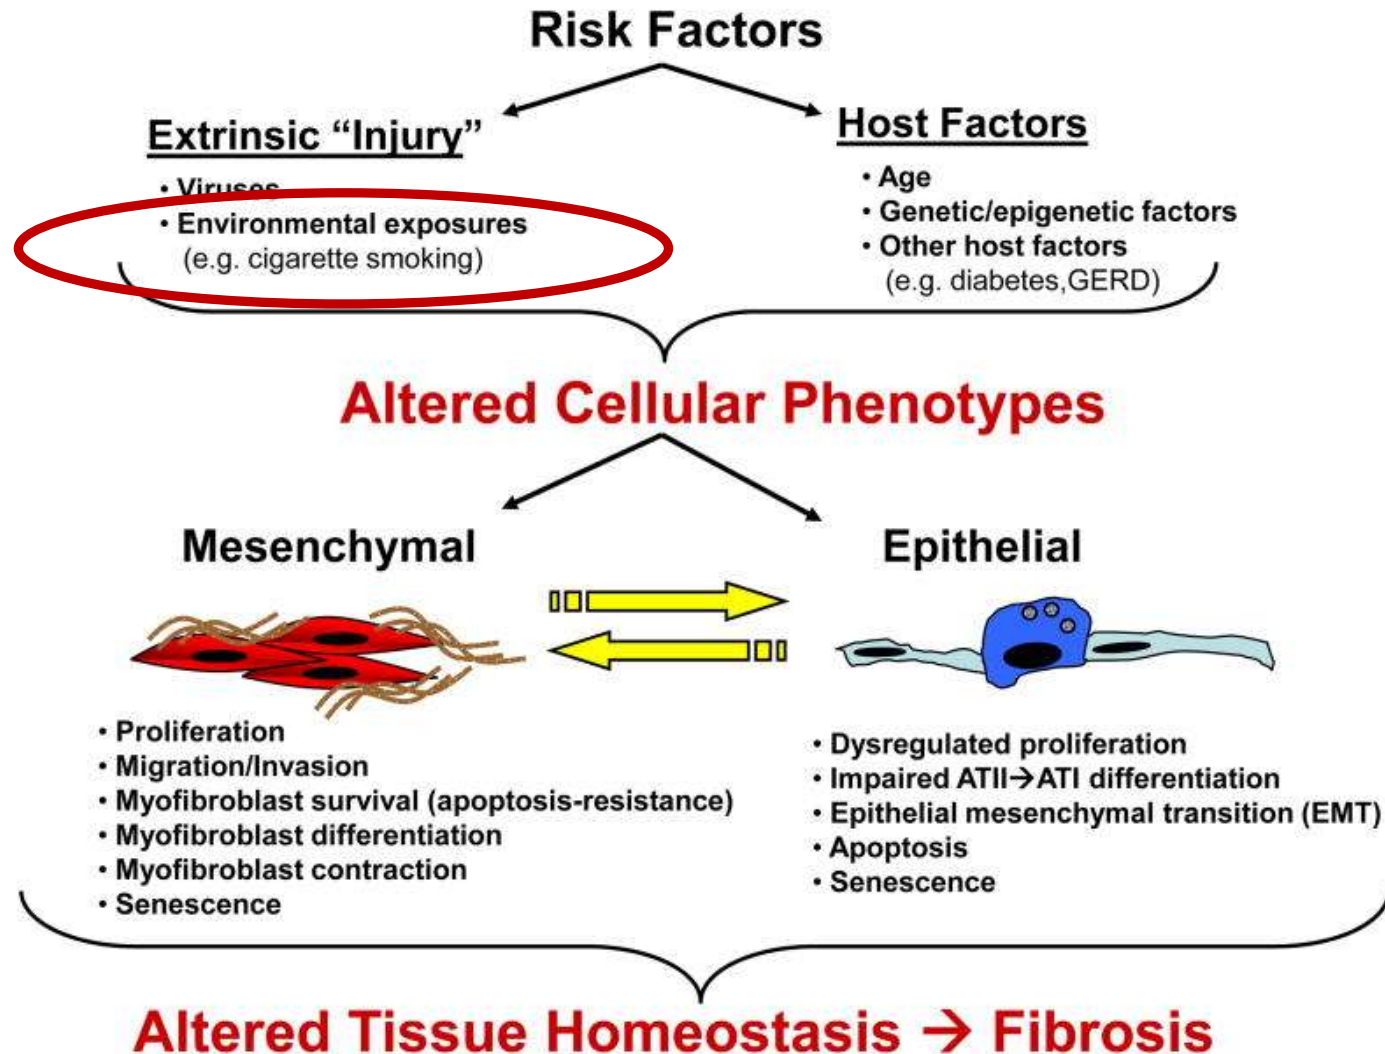 Risk Factors
Extrinsic “Injury”
• Viruses
• Environmental exposures
(e.g. cigarette smoking)
Host Factors
• Age
• Genetic/epigenetic factors
• Other host factors
(e.g. diabetes,GERD)
Altered Cellular Phenotypes
Mesenchymal
• Proliferation
• Migration/Invasion
• Myofibroblast survival (apoptosis-resistance)
• Myofibroblast differentiation
• Myofibroblast contraction
• Senescence
Epithelial
• Dysregulated proliferation
• Impaired ATII→ATI differentiation
• Epithelial mesenchymal transition (EMT)
• Apoptosis
• Senescence
Altered Tissue Homeostasis → Fibrosis